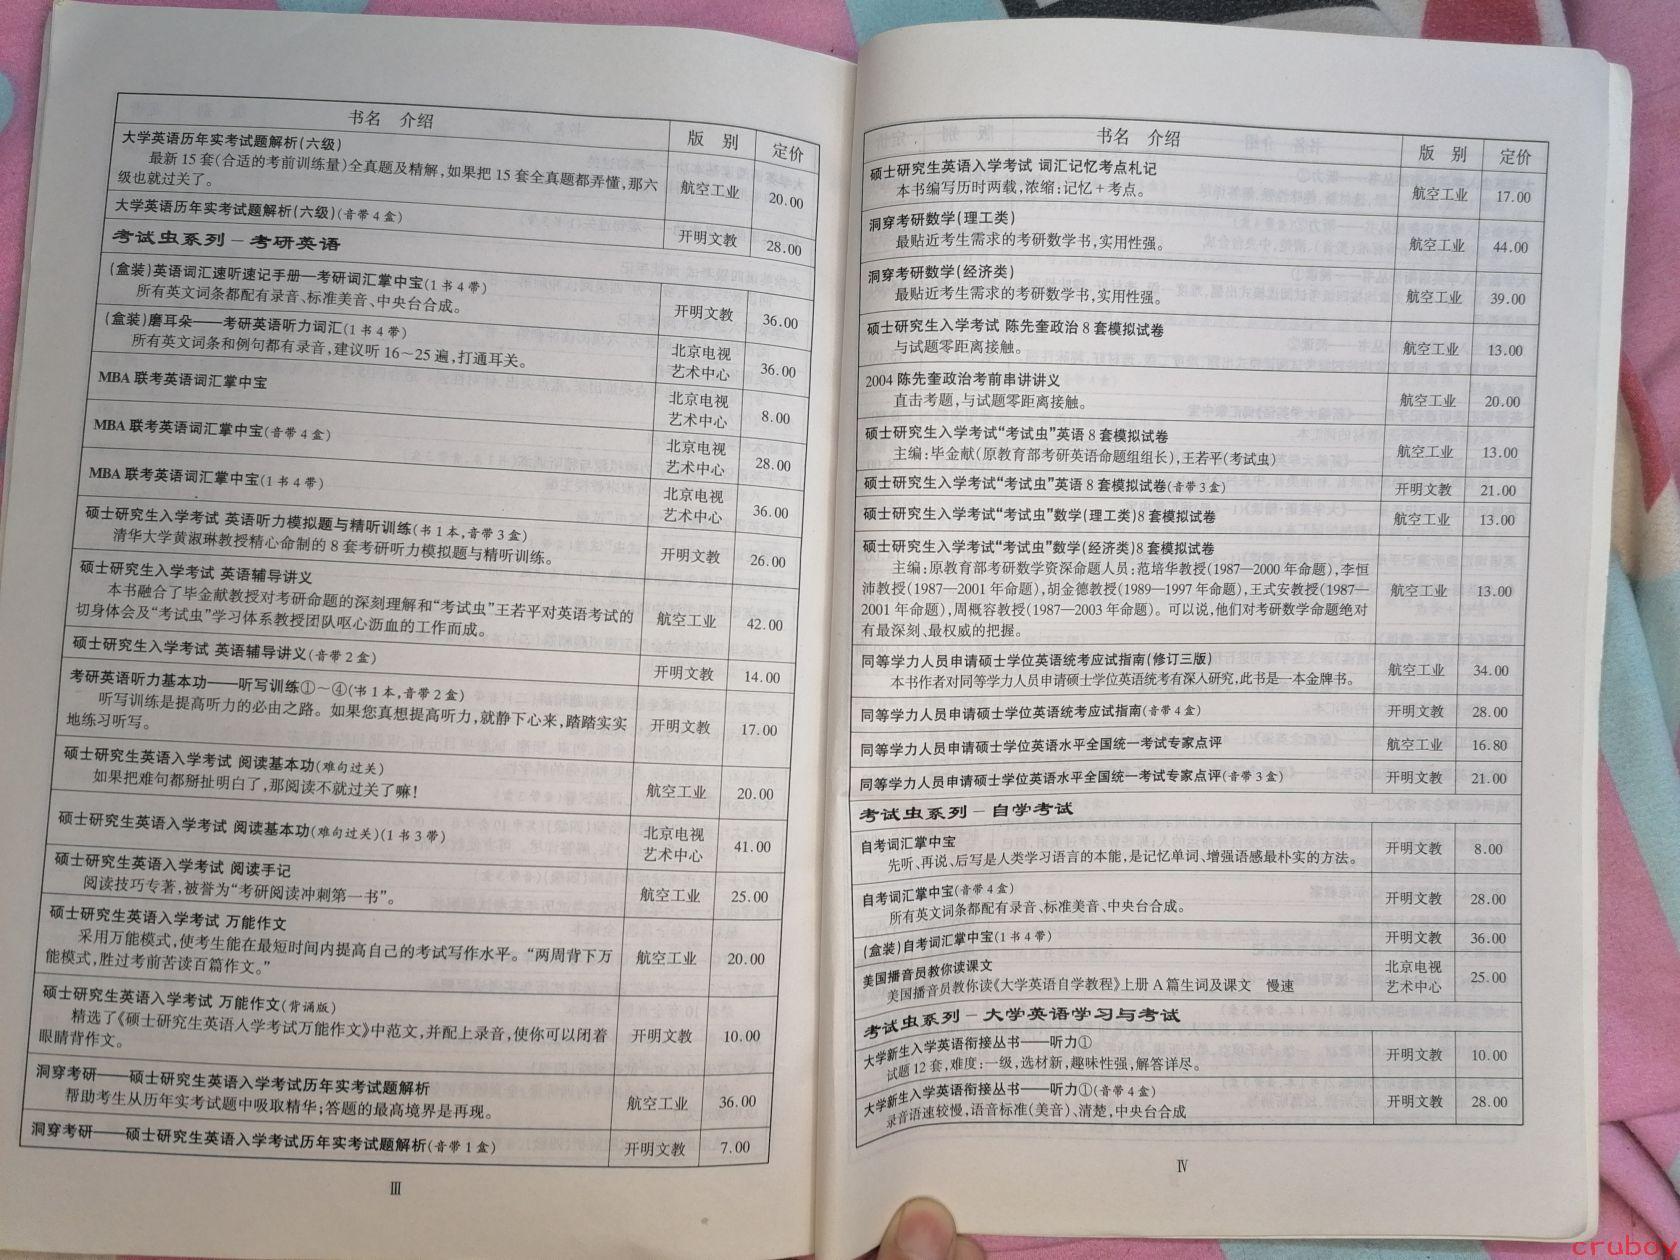 书名 介绍 版 别 定价
大学英语历年实考试题解析(六级)
最新15套(合适的考前训练量)全真题及精解,如果把15套全真题都弄懂,那六
级也就过关了。 航空工业 20.00
大学英语历年实考试题解析(六级)(音带4盒) 开明文教 28.00
考试虫系列－考研英语
(盒装)英语词汇速听速记手册—考研词汇掌中宝(1书4带)
所有英文词条都配有录音、标准美音、中央台合成。 开明文教 36.00
(盒装)磨耳朵——考研英语听力词汇(1书4带)
所有英文词条和例句都有录音,建议听16～25遍,打通耳关。 北京电视 艺术中心 36.00
MBA联考英语词汇掌中宝 北京电视 艺术中心 8.00
MBA联考英语词汇掌中宝(音带4盒) 北京电视 艺术中心 28.00
MBA联考英语词汇掌中宝(1书4带) 北京电视 艺术中心 36.00
硕士研究生入学考试 英语听力模拟题与精听训练(书1本,音带3盒)
清华大学黄淑琳教授精心命制的8套考研听力模拟题与精听训练。 开明文教 26.00
硕士研究生入学考试 英语辅导讲义
本书融合了毕金献教授对考研命题的深刻理解和“考试虫”王若平对英语考试的
切身体会及“考试虫”学习体系教授团队呕心沥血的工作而成。 航空工业 42.00
硕士研究生入学考试 英语辅导讲义(音带2盒) 开明文教 14.00
考研英语听力基本功——听写训练①～④(书1本,音带2盒)
听写训练是提高听力的必由之路。如果您真想提高听力,就静下心来,踏踏实实
地练习听写。 开明文教 17.00
硕士研究生英语入学考试 阅读基本功(难句过关)
如果把难句都掰扯明白了,那阅读不就过关了嘛! 航空工业 20.00
硕士研究生英语入学考试 阅读基本功(难句过关)(1书3带) 北京电视 艺术中心 41.00
硕士研究生英语入学考试 阅读手记
阅读技巧专著,被誉为“考研阅读冲刺第一书”。 航空工业 25.00
硕士研究生英语入学考试 万能作文
采用万能模式,使考生能在最短时间内提高自己的考试写作水平。“两周背下万
能模式,胜过考前苦读百篇作文。” 航空工业 20.00
硕士研究生英语入学考试 万能作文(背诵版)
精选了《硕士研究生英语入学考试万能作文》中范文,并配上录音,使你可以闭着
眼睛背作文。 开明文教 10.00
洞穿考研——硕士研究生英语入学考试历年实考试题解析
帮助考生从历年实考试题中吸取精华;答题的最高境界是再现。 航空工业 36.00
洞穿考研——硕士研究生英语入学考试历年实考试题解析(音带1盒) 开明文教 7.00
Ⅲ
书名 介绍 版 别 定价
硕士研究生英语入学考试 词汇记忆考点札记
本书编写历时两载,浓缩:记忆+考点。 航空工业 17.00
洞穿考研数学(理工类)
最贴近考生需求的考研数学书,实用性强。 航空工业 44.00
洞穿考研数学(经济类)
最贴近考生需求的考研数学书,实用性强。 航空工业 39.00
硕士研究生入学考试 陈先奎政治8套模拟试卷
与试题零距离接触。 航空工业 13.00
2004陈先奎政治考前串讲讲义
直击考题,与试题零距离接触。 航空工业 20.00
硕士研究生入学考试“考试虫”英语8套模拟试卷
主编:毕金献(原教育部考研英语命题组组长),王若平(考试虫) 航空工业 13.00
硕士研究生入学考试“考试虫”英语8套模拟试卷(音带3盒) 开明文教 21.00
硕士研究生入学考试“考试虫”数学(理工类)8套模拟试卷 航空工业 13.00
硕士研究生入学考试“考试虫”数学(经济类)8套模拟试卷
主编:原教育部考研数学资深命题人员:范培华教授(1987—2000年命题),李恒
沛教授(1987—2001年命题),胡金德教授(1989—1997年命题),王式安教授(1987—
2001年命题),周概容教授(1987—2003年命题)。可以说,他们对考研数学命题绝对
有最深刻、最权威的把握。 航空工业 13.00
同等学力人员申请硕士学位英语统考应试指南(修订三版)
本书作者对同等学力人员申请硕士学位英语统考有深入研究,此书是一本金牌书。 航空工业 34.00
同等学力人员申请硕士学位英语统考应试指南(音带4盒) 开明文教 28.00
同等学力人员申请硕士学位英语水平全国统一考试专家点评 航空工业 16.80
同等学力人员申请硕士学位英语水平全国统一考试专家点评(音带3盒) 开明文教 21.00
考试虫系列－自学考试
自考词汇掌中宝
先听、再说、后写是人类学习语言的本能,是记忆单词、增强语感最朴实的方法。 开明文教 8.00
自考词汇掌中宝(音带4盒)
所有英文词条都配有录音、标准美音、中央台合成。 开明文教 28.00
(盒装)自考词汇掌中宝(1书4带) 开明文教 36.00
美国播音员教你读课文
美国播音员教你读《大学英语自学教程》上册A篇生词及课文 慢速 北京电视 艺术中心 25.00
考试虫系列－大学英语学习与考试
大学新生入学英语衔接丛书——听力①
试题12套,难度:一级,选材新,趣味性强,解答详尽。 开明文教 10.00
大学新生入学英语衔接丛书——听力①(音带4盒)
录音语速较慢,语音标准(美音)、清楚,中央台合成 开明文教 28.00
Ⅳ
crubox